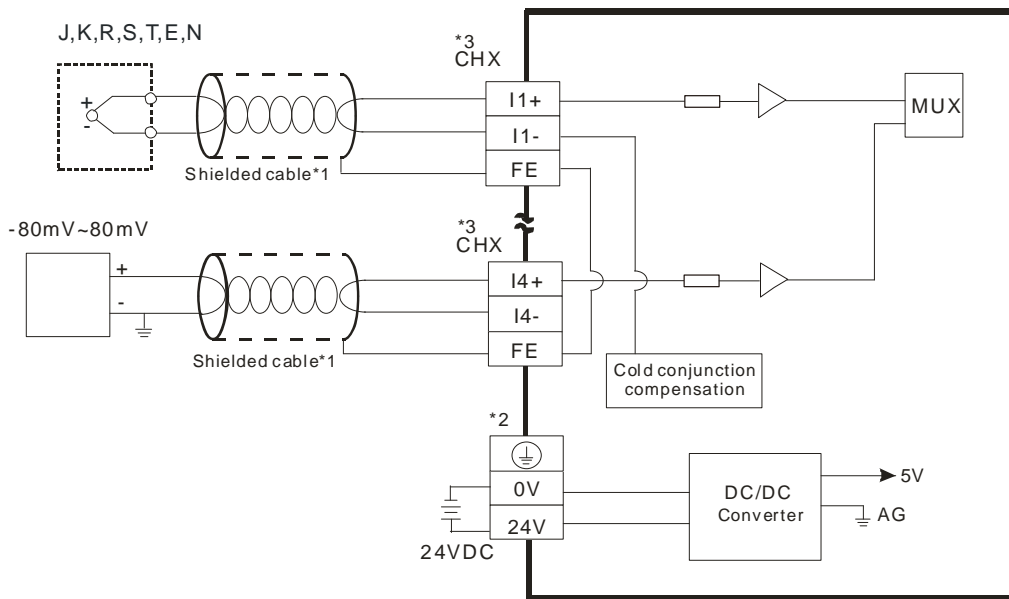 J,K,R,S,T,E,N
*3
CHX
+
-
I1+
I1-
FE
MUX
Shielded cable*1
-80mV~80mV
*3
CHX
+
-
I4+
I4-
FE
Shielded cable*1
Cold conjunction
compensation
*2
0V
24V
24VDC
DC/DC
Converter
5V
AG